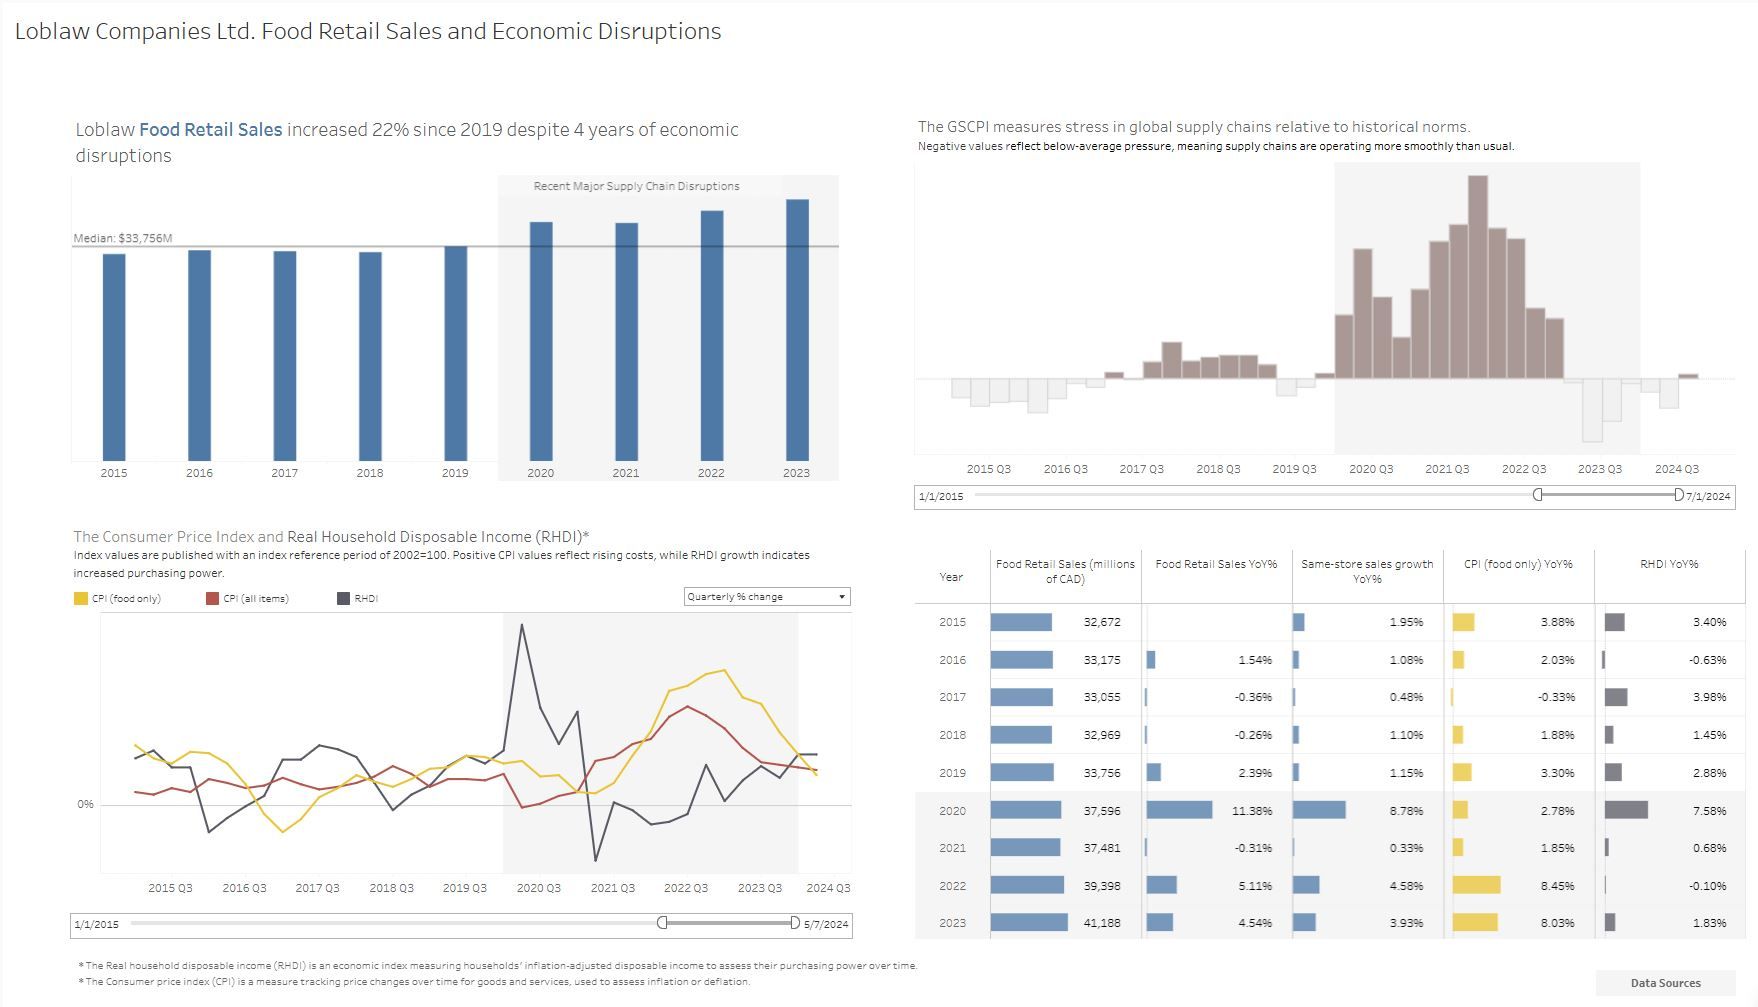 Loblaw Companies Ltd. Food Retail Sales and Economic Disruptions
Loblaw Food Retail Sales increased 22% since 2019 despite 4 years of economic
disruptions
Recent Major Supply Chain Disruptions
Median: $33,756M
2015 2016 2017 2018 2019 2020 2021 2022 2023
The GSCPI measures stress in global supply chains relative to historical norms.
Negative values reflect below-average pressure, meaning supply chains are operating more smoothly than usual.
2015 Q3 2016 Q3 2017 Q3 2018 Q3 2019 Q3 2020 Q3 2021 Q3 2022 Q3 2023 Q3 2024 Q3
1/1/2015 7/1/2024
The Consumer Price Index and Real Household Disposable Income (RHDI)*
Index values are published with an index reference period of 2002=100. Positive CPI values reflect rising costs, while RHDI growth indicates
increased purchasing power.
CPI (food only) CPI (all items) RHDI Quarterly % change
0%
2015 Q3 2016 Q3 2017 Q3 2018 Q3 2019 Q3 2020 Q3 2021 Q3 2022 Q3 2023 Q3 2024 Q3
1/1/2015 5/7/2024
Year Food Retail Sales (millions of CAD) Food Retail Sales YoY% Same-store sales growth YoY% CPI (food only) YoY% RHDI YoY%
2015 32,672 1.95% 3.88% 3.40%
2016 33,175 1.54% 1.08% 2.03% -0.63%
2017 33,055 -0.36% 0.48% -0.33% 3.98%
2018 32,969 -0.26% 1.10% 1.88% 1.45%
2019 33,756 2.39% 1.15% 3.30% 2.88%
2020 37,596 11.38% 8.78% 2.78% 7.58%
2021 37,481 -0.31% 0.33% 1.85% 0.68%
2022 39,398 5.11% 4.58% 8.45% -0.10%
2023 41,188 4.54% 3.93% 8.03% 1.83%
* The Real household disposable income (RHDI) is an economic index measuring households' inflation-adjusted disposable income to assess their purchasing power over time.
* The Consumer price index (CPI) is a measure tracking price changes over time for goods and services, used to assess inflation or deflation.
Data Sources